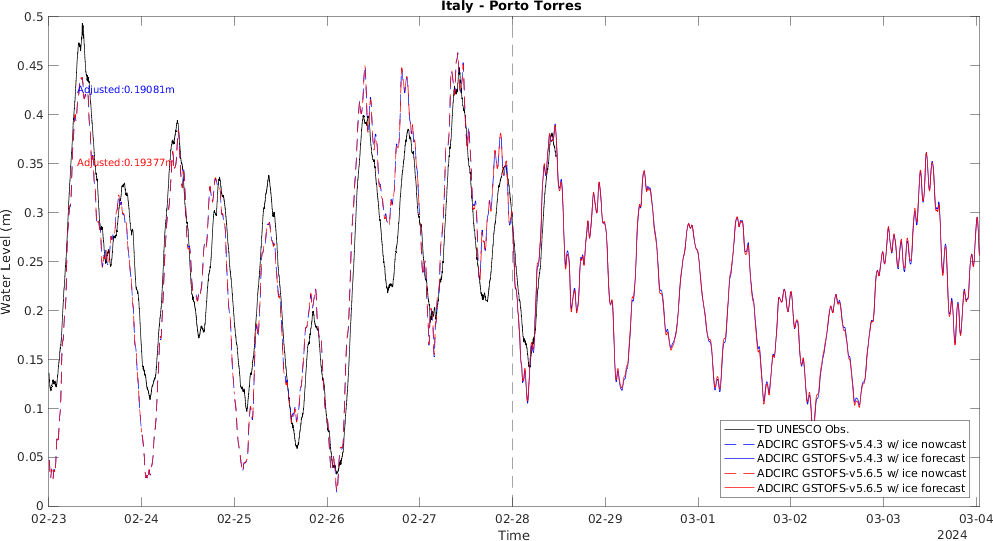 Italy - Porto Torres
0.5
0.45
0.4
0.35
0.3
0.25
0.2
0.15
0.1
0.05
0
Water Level (m)
Adjusted:0.19081m
Adjusted:0.19377m
TD UNESCO Obs.
ADCIRC GSTOFS-v5.4.3 w/ ice nowcast
ADCIRC GSTOFS-v5.4.3 w/ ice forecast
ADCIRC GSTOFS-v5.6.5 w/ ice nowcast
ADCIRC GSTOFS-v5.6.5 w/ ice forecast
02-23 02-24 02-25 02-26 02-27 02-28 02-29 03-01 03-02 03-03 03-04
Time
2024